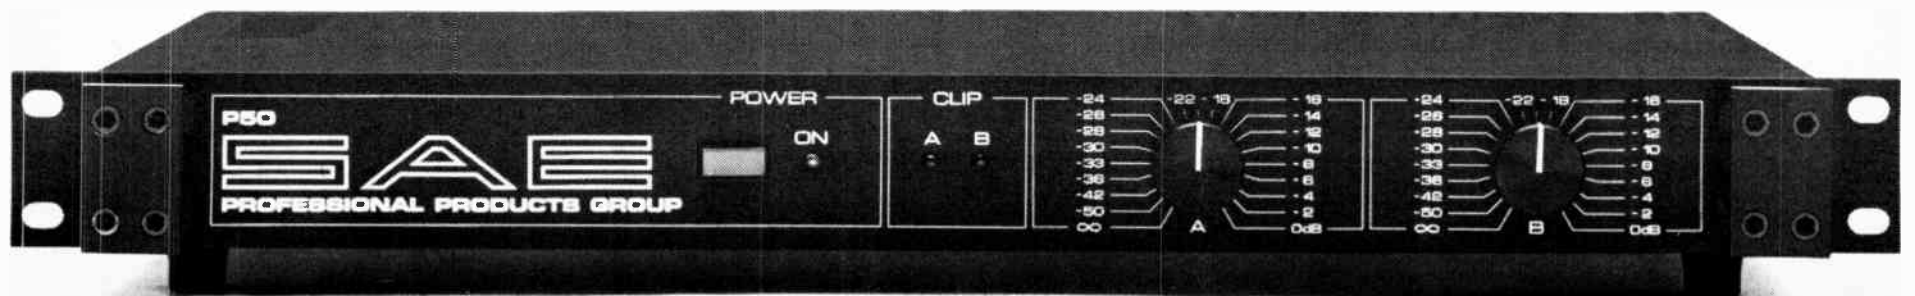 P50
SAE
PROFESSIONAL PRODUCTS GROUP
POWER
ON
CLIP
A B
-24 -22 -18 -16
-26 -14
-28 -12
-30 -10
-33 -8
-36 -6
-42 -4
-50 -2
∞ A 0dB
-24 -22 -18 -16
-26 -14
-28 -12
-30 -10
-33 -8
-36 -6
-42 -4
-50 -2
∞ B 0dB